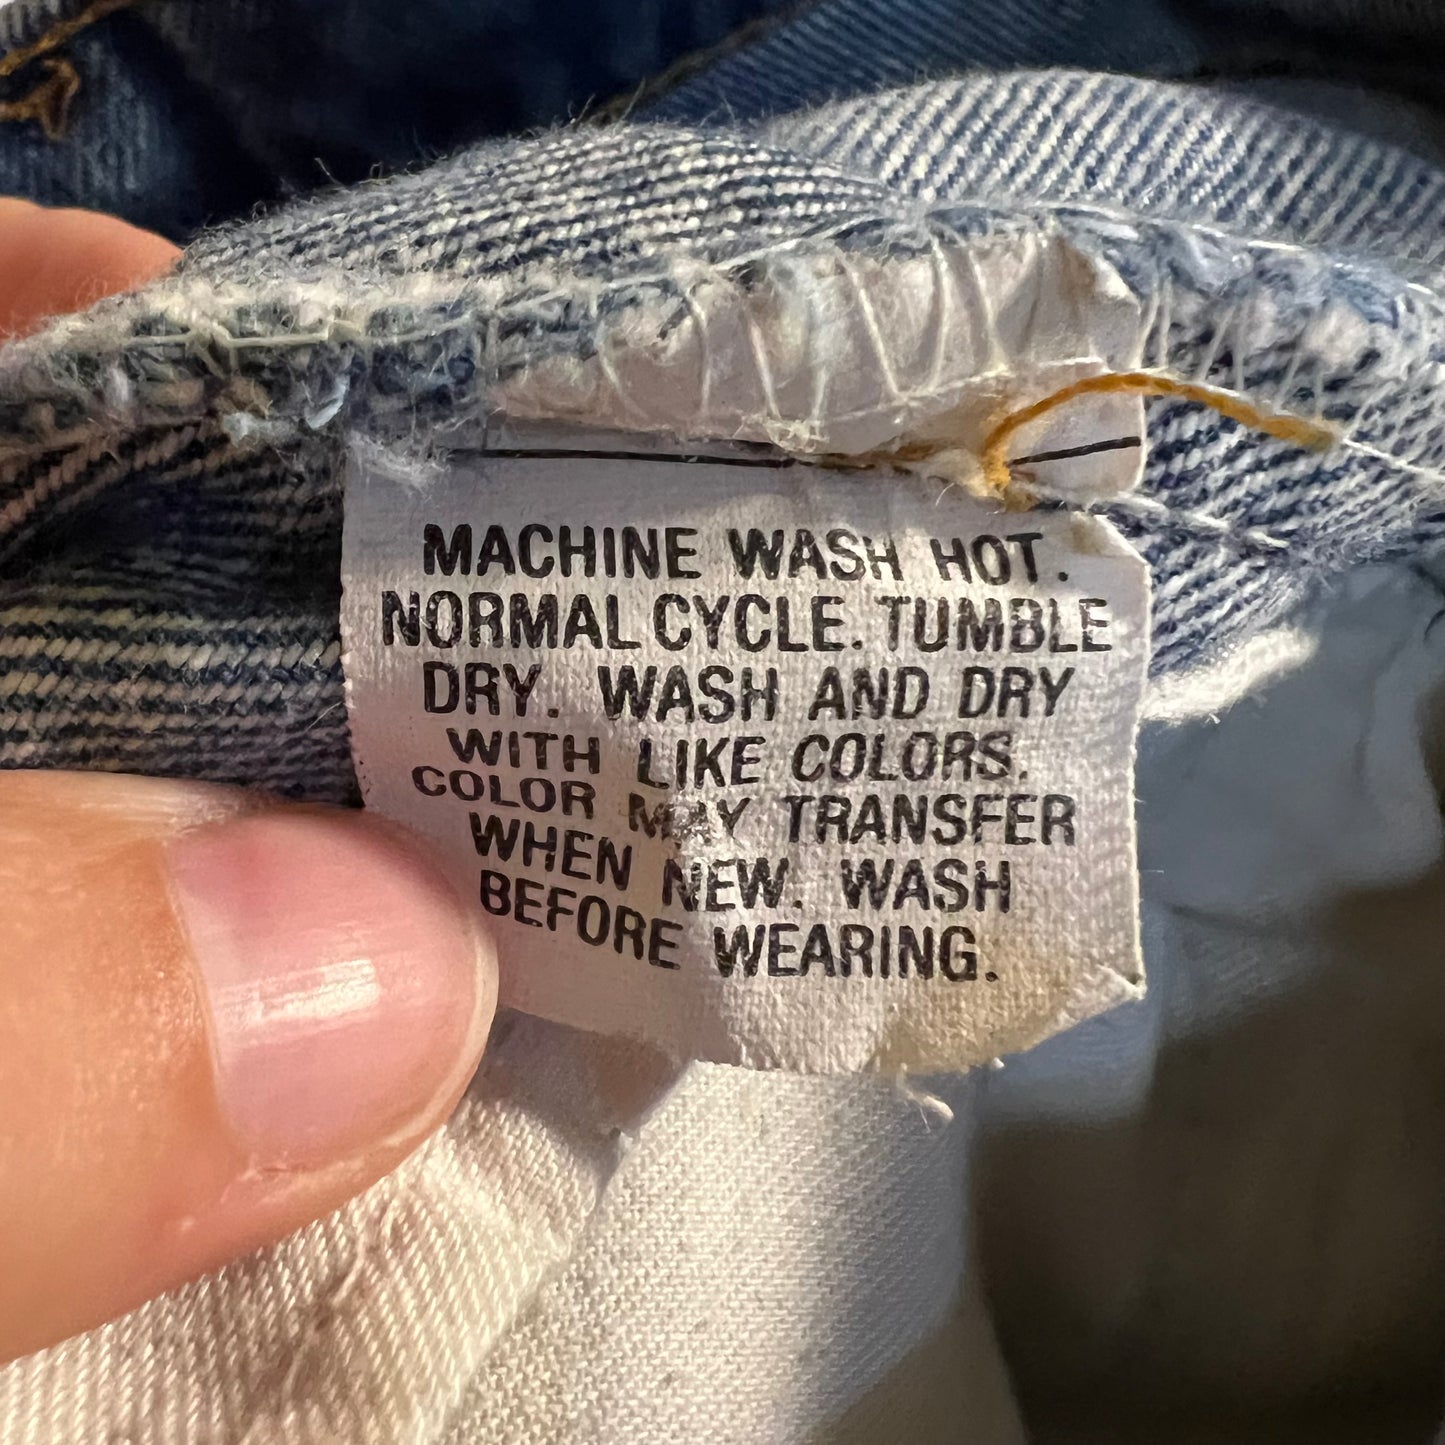 MACHINE WASH HOT.
NORMAL CYCLE. TUMBLE
DRY. WASH AND DRY
WITH LIKE COLORS.
COLOR MAY TRANSFER
WHEN NEW. WASH
BEFORE WEARING.